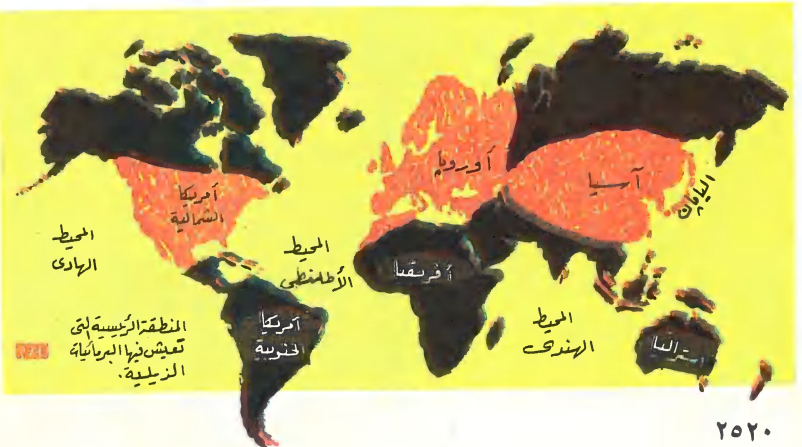 أمريكا
الشمالية
أوروبا
آسيا
اليابان
المحيط
الهادى
المحيط
الأطلنطى
أفريقيا
أمريكا
الجنوبية
المحيط
الهندى
استراليا
المنطقة الرئيسية التى
تعيش فيها البرمائيات
الذيلية.
٢٥٢٠